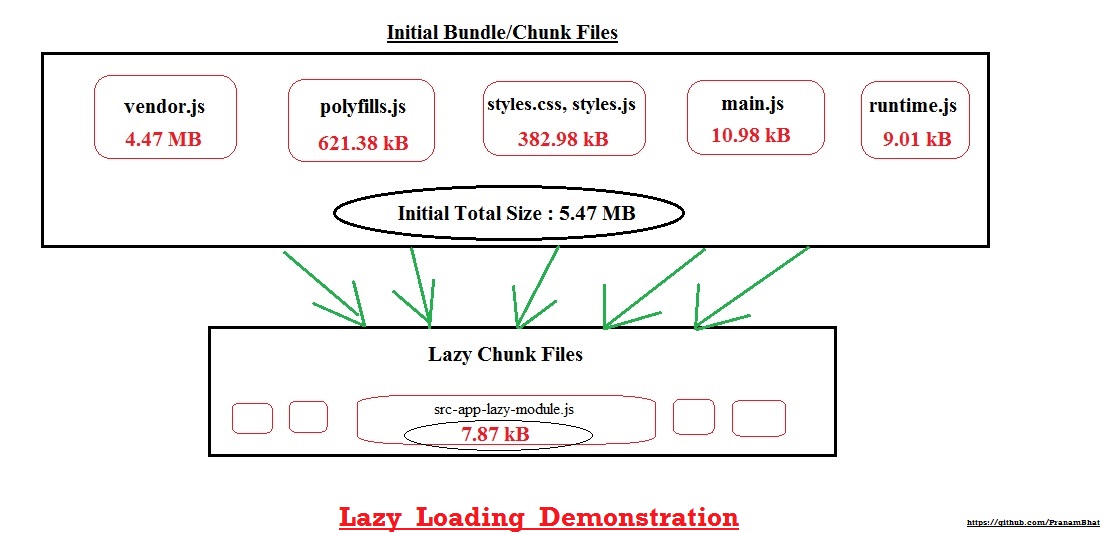 Initial Bundle/Chunk Files
vendor.js
4.47 MB
polyfills.js
621.38 kB
styles.css, styles.js
382.98 kB
main.js
10.98 kB
runtime.js
9.01 kB
Initial Total Size : 5.47 MB
Lazy Chunk Files
src-app-lazy-module.js
7.87 kB
Lazy Loading Demonstration
https://github.com/PranamBhat